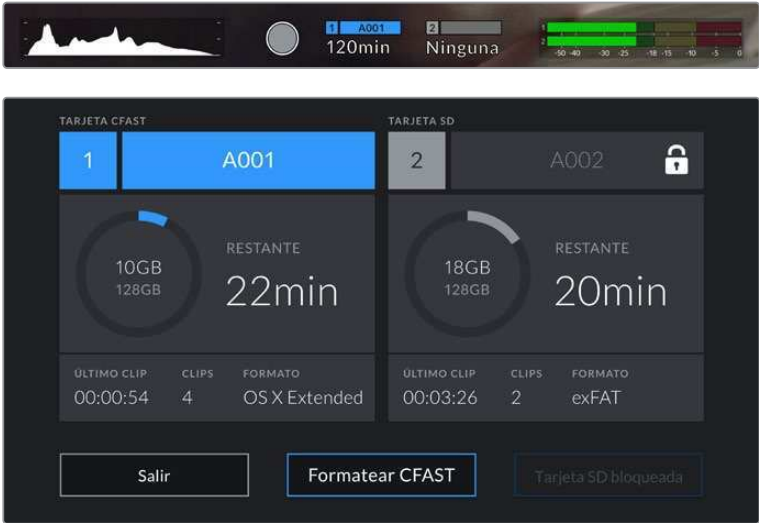 1 A001 2
120min Ninguna
1
2
-50 -40 -30 -25 -18 -15 -10 -5 0
TARJETA CFAST TARJETA SD
1 A001 2 A002
10GB RESTANTE 18GB RESTANTE
128GB 22min 128GB 20min
ÚLTIMO CLIP CLIPS FORMATO ÚLTIMO CLIP CLIPS FORMATO
00:00:54 4 OS X Extended 00:03:26 2 exFAT
Salir Formatear CFAST Tarjeta SD bloqueada